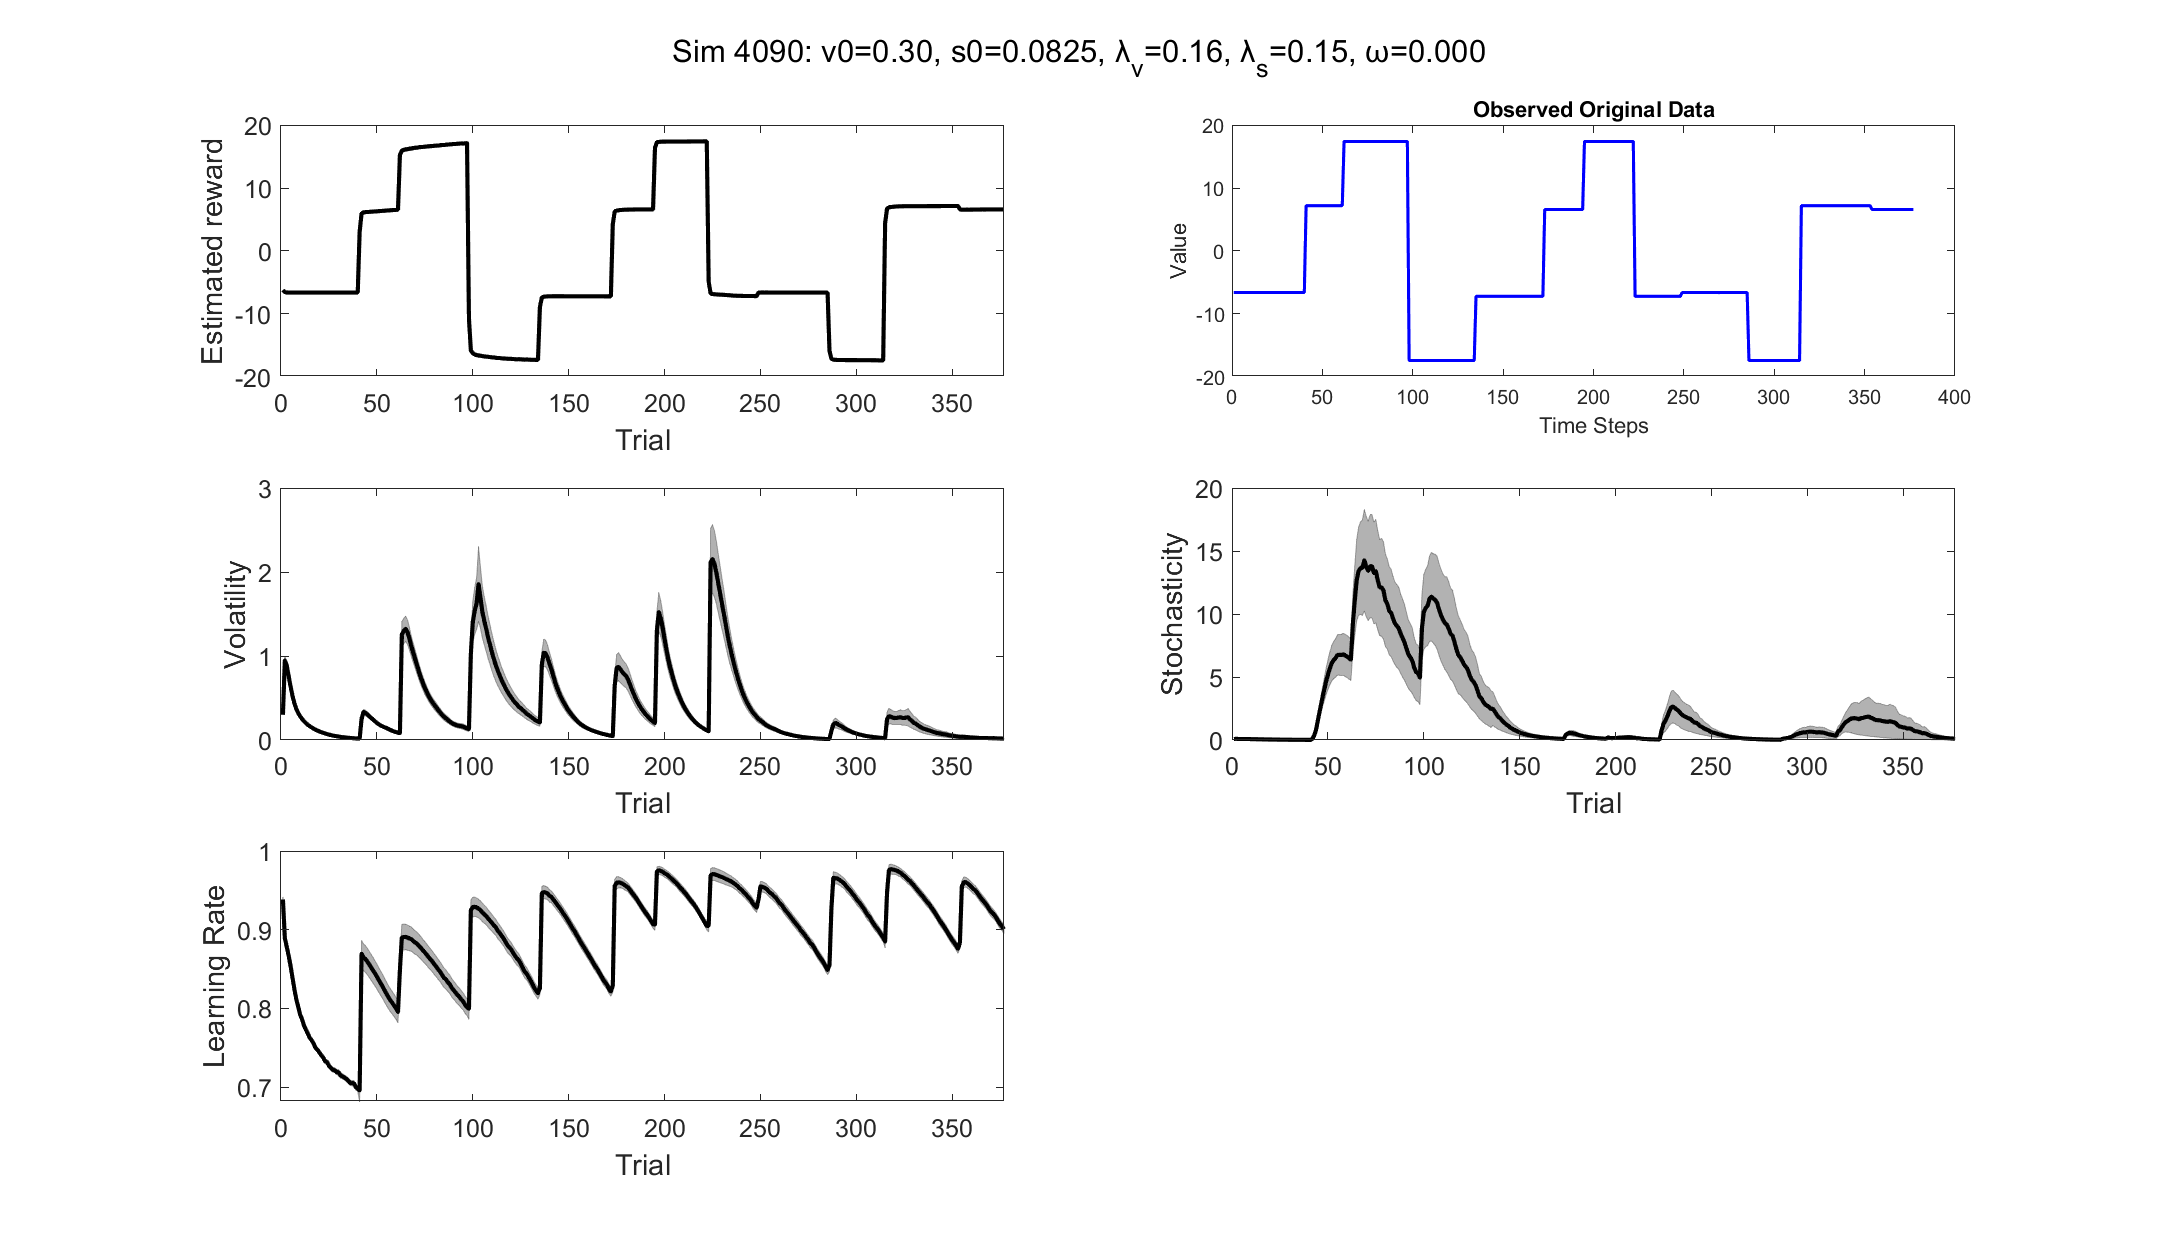 Sim 4090: v0=0.30, s0=0.0825, λ_v=0.16, λ_s=0.15, ω=0.000
Estimated reward
20
10
0
-10
-20
0 50 100 150 200 250 300 350
Trial
Observed Original Data
Value
20
10
0
-10
-20
0 50 100 150 200 250 300 350 400
Time Steps
Volatility
3
2
1
0
0 50 100 150 200 250 300 350
Trial
Stochasticity
20
15
10
5
0
0 50 100 150 200 250 300 350
Trial
Learning Rate
1
0.9
0.8
0.7
0 50 100 150 200 250 300 350
Trial